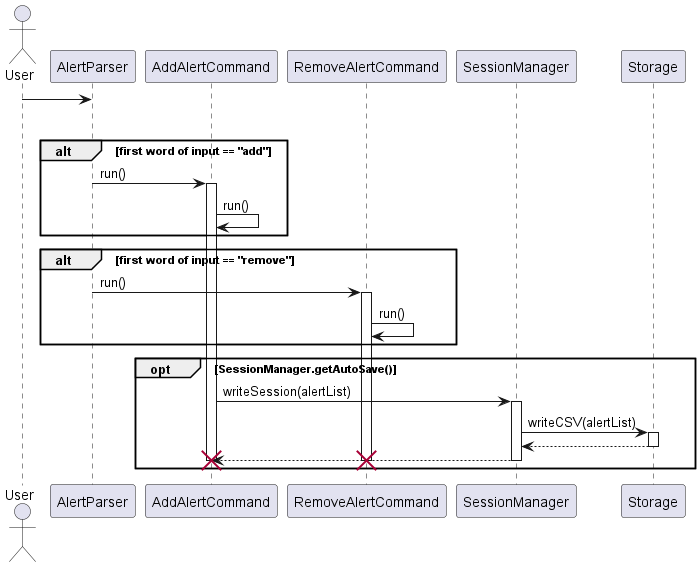 User
AlertParser AddAlertCommand RemoveAlertCommand SessionManager Storage
alt [first word of input == "add"]
run()
run()
alt [first word of input == "remove"]
run()
run()
opt [SessionManager.getAutoSave()]
writeSession(alertList)
writeCSV(alertList)
User
AlertParser AddAlertCommand RemoveAlertCommand SessionManager Storage